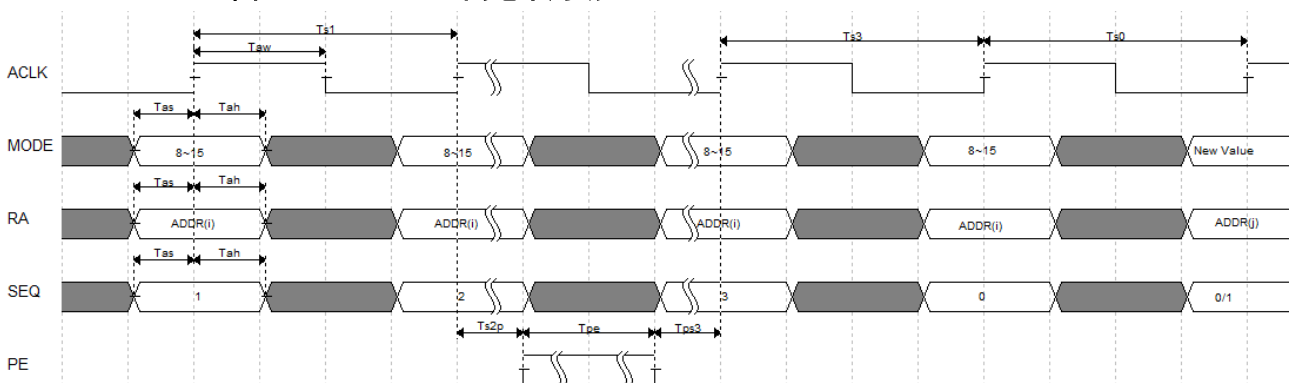 Ts1 Ts3 Ts0
Taw
ACLK
Tas Tah
MODE 8~15 8~15 8~15 8~15 New Value
Tas Tah
RA ADDR(i) ADDR(i) ADDR(i) ADDR(i) ADDR(j)
Tas Tah
SEQ 1 2 3 0 0/1
Ts2p Tpe Tps3
PE